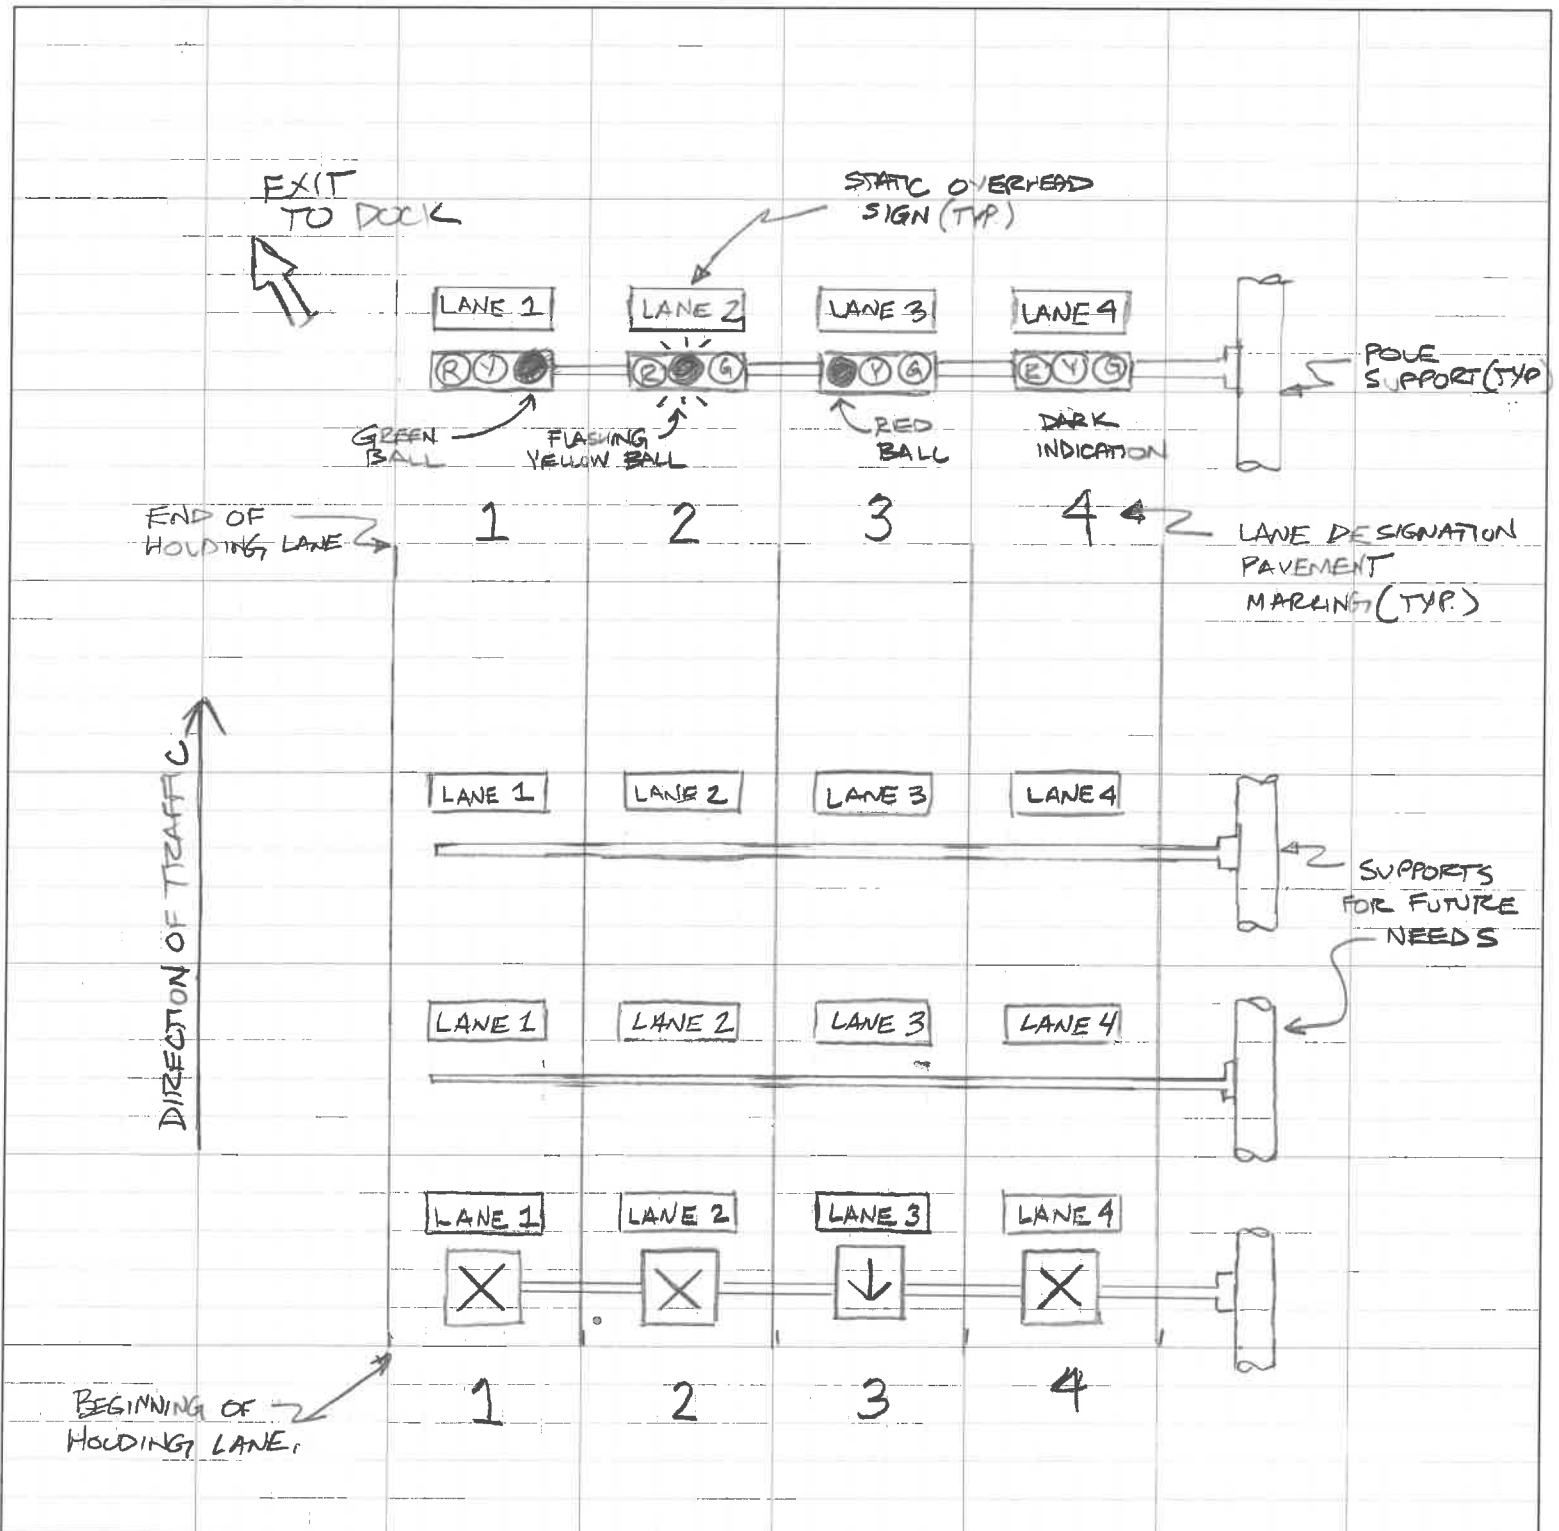 EXIT
TO DOCK
STATIC OVERHEAD
SIGN (TYP.)
LANE 1
LANE 2
LANE 3
LANE 4
R Y
R G
Y G
R Y G
POLE
SUPPORT (TYP)
GREEN
BALL
FLASHING
YELLOW BALL
RED
BALL
DARK
INDICATION
END OF
HOLDING LANE
1
2
3
4
LANE DESIGNATION
PAVEMENT
MARKING (TYP.)
DIRECTION OF TRAFFIC
LANE 1
LANE 2
LANE 3
LANE 4
SUPPORTS
FOR FUTURE
NEEDS
LANE 1
LANE 2
LANE 3
LANE 4
LANE 1
LANE 2
LANE 3
LANE 4
X
X
↓
X
1
2
3
4
BEGINNING OF
HOLDING LANE.